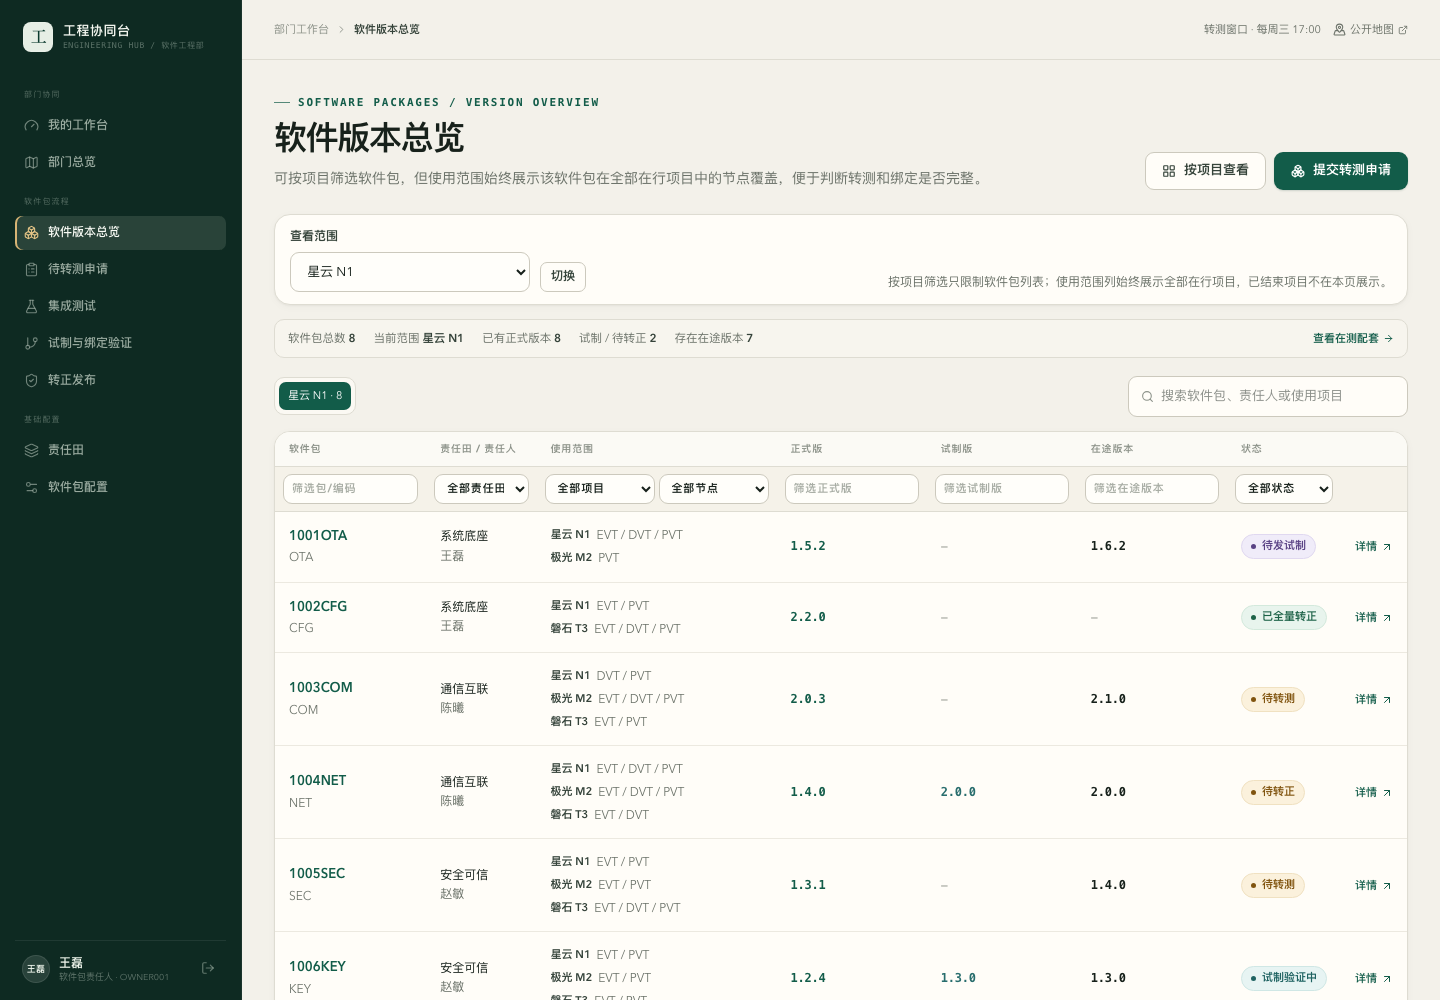 工
工程协同台
ENGINEERING HUB / 软件工程部
部门协同
我的工作台
部门总览
软件包流程
软件版本总览
待转测申请
集成测试
试制与绑定验证
转正发布
基础配置
责任田
软件包配置
王磊
王磊
软件包责任人 · OWNER001
部门工作台 > 软件版本总览
转测窗口 · 每周三 17:00 公开地图
SOFTWARE PACKAGES / VERSION OVERVIEW
软件版本总览
可按项目筛选软件包，但使用范围始终展示该软件包在全部在行项目中的节点覆盖，便于判断转测和绑定是否完整。
按项目查看
提交转测申请
查看范围
星云 N1 切换
按项目筛选只限制软件包列表；使用范围列始终展示全部在行项目，已结束项目不在本页展示。
软件包总数 8 当前范围 星云 N1 已有正式版本 8 试制 / 待转正 2 存在在途版本 7 查看在测配套 →
星云 N1 · 8
搜索软件包、责任人或使用项目
软件包 责任田 / 责任人 使用范围 正式版 试制版 在途版本 状态
筛选包/编码 全部责任田 全部项目 全部节点 筛选正式版 筛选试制版 筛选在途版本 全部状态
1001OTA
OTA
系统底座
王磊
星云 N1 EVT / DVT / PVT
极光 M2 PVT
1.5.2 – 1.6.2 待发试制 详情
1002CFG
CFG
系统底座
王磊
星云 N1 EVT / PVT
磐石 T3 EVT / DVT / PVT
2.2.0 – – 已全量转正 详情
1003COM
COM
通信互联
陈曦
星云 N1 DVT / PVT
极光 M2 EVT / DVT / PVT
磐石 T3 EVT / PVT
2.0.3 – 2.1.0 待转测 详情
1004NET
NET
通信互联
陈曦
星云 N1 EVT / DVT / PVT
极光 M2 EVT / DVT / PVT
磐石 T3 EVT / DVT
1.4.0 2.0.0 2.0.0 待转正 详情
1005SEC
SEC
安全可信
赵敏
星云 N1 EVT / PVT
极光 M2 EVT / PVT
磐石 T3 EVT / DVT / PVT
1.3.1 – 1.4.0 待转测 详情
1006KEY
KEY
安全可信
赵敏
星云 N1 EVT / PVT
极光 M2 EVT / PVT
磐石 T3 EVT / DVT / PVT
1.2.4 1.3.0 1.3.0 试制验证中 详情